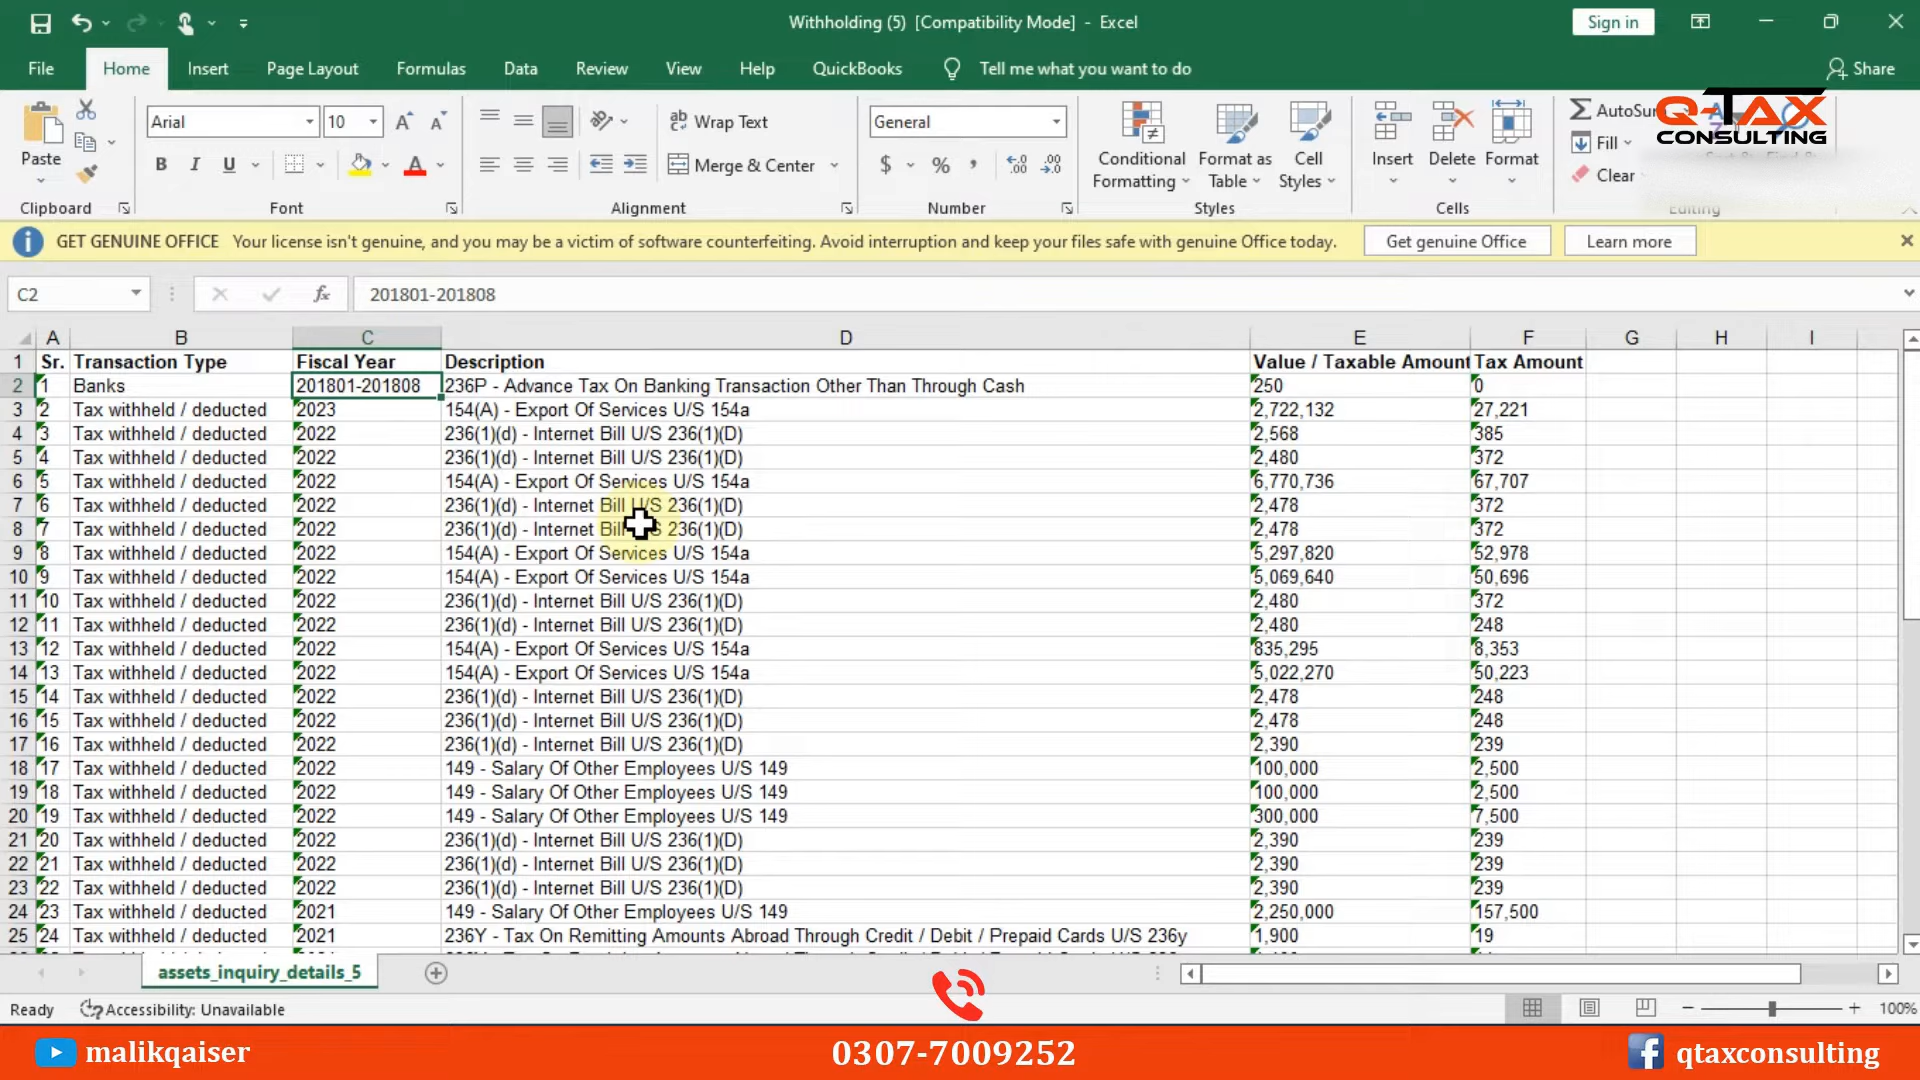 Withholding (5) [Compatibility Mode] - Excel
Sign in
File Home Insert Page Layout Formulas Data Review View Help QuickBooks Tell me what you want to do Share
Q-TAX
CONSULTING
Paste
Clipboard
Arial 10
B I U
Font
Wrap Text
Merge & Center
Alignment
General
$ %
Number
Conditional Formatting
Format as Table
Cell Styles
Styles
Insert Delete Format
Cells
Fill
Clear
Editing
GET GENUINE OFFICE Your license isn't genuine, and you may be a victim of software counterfeiting. Avoid interruption and keep your files safe with genuine Office today. Get genuine Office Learn more
C2 fx 201801-201808
A B C D E F G H I
1 Sr. Transaction Type Fiscal Year Description Value / Taxable Amount Tax Amount
2 1 Banks 201801-201808 236P - Advance Tax On Banking Transaction Other Than Through Cash 250 0
3 2 Tax withheld / deducted 2023 154(A) - Export Of Services U/S 154a 2,722,132 27,221
4 3 Tax withheld / deducted 2022 236(1)(d) - Internet Bill U/S 236(1)(D) 2,568 385
5 4 Tax withheld / deducted 2022 236(1)(d) - Internet Bill U/S 236(1)(D) 2,480 372
6 5 Tax withheld / deducted 2022 154(A) - Export Of Services U/S 154a 6,770,736 67,707
7 6 Tax withheld / deducted 2022 236(1)(d) - Internet Bill U/S 236(1)(D) 2,478 372
8 7 Tax withheld / deducted 2022 236(1)(d) - Internet Bill U/S 236(1)(D) 2,478 372
9 8 Tax withheld / deducted 2022 154(A) - Export Of Services U/S 154a 5,297,820 52,978
10 9 Tax withheld / deducted 2022 154(A) - Export Of Services U/S 154a 5,069,640 50,696
11 10 Tax withheld / deducted 2022 236(1)(d) - Internet Bill U/S 236(1)(D) 2,480 372
12 11 Tax withheld / deducted 2022 236(1)(d) - Internet Bill U/S 236(1)(D) 2,480 248
13 12 Tax withheld / deducted 2022 154(A) - Export Of Services U/S 154a 835,295 8,353
14 13 Tax withheld / deducted 2022 154(A) - Export Of Services U/S 154a 5,022,270 50,223
15 14 Tax withheld / deducted 2022 236(1)(d) - Internet Bill U/S 236(1)(D) 2,478 248
16 15 Tax withheld / deducted 2022 236(1)(d) - Internet Bill U/S 236(1)(D) 2,478 248
17 16 Tax withheld / deducted 2022 236(1)(d) - Internet Bill U/S 236(1)(D) 2,390 239
18 17 Tax withheld / deducted 2022 149 - Salary Of Other Employees U/S 149 100,000 2,500
19 18 Tax withheld / deducted 2022 149 - Salary Of Other Employees U/S 149 100,000 2,500
20 19 Tax withheld / deducted 2022 149 - Salary Of Other Employees U/S 149 300,000 7,500
21 20 Tax withheld / deducted 2022 236(1)(d) - Internet Bill U/S 236(1)(D) 2,390 239
22 21 Tax withheld / deducted 2022 236(1)(d) - Internet Bill U/S 236(1)(D) 2,390 239
23 22 Tax withheld / deducted 2022 236(1)(d) - Internet Bill U/S 236(1)(D) 2,390 239
24 23 Tax withheld / deducted 2021 149 - Salary Of Other Employees U/S 149 2,250,000 157,500
25 24 Tax withheld / deducted 2021 236Y - Tax On Remitting Amounts Abroad Through Credit / Debit / Prepaid Cards U/S 236y 1,900 19
assets_inquiry_details_5
Ready Accessibility: Unavailable 100%
malikqaiser 0307-7009252 qtaxconsulting